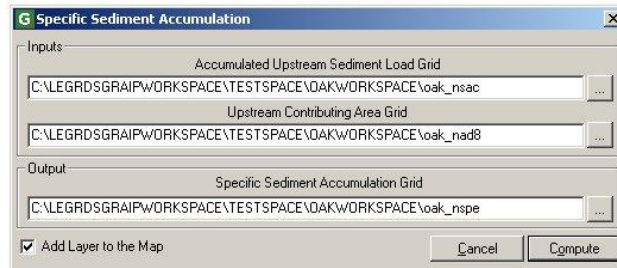 G Specific Sediment Accumulation
Inputs
Accumulated Upstream Sediment Load Grid
C:\LEGRDSGRAIPWORKSPACE\TESTSPACE\OAKWORKSPACE\oak_nsac ...
Upstream Contributing Area Grid
C:\LEGRDSGRAIPWORKSPACE\TESTSPACE\OAKWORKSPACE\oak_nad8 ...
Output
Specific Sediment Accumulation Grid
C:\LEGRDSGRAIPWORKSPACE\TESTSPACE\OAKWORKSPACE\oak_nspe ...
Add Layer to the Map Cancel Compute